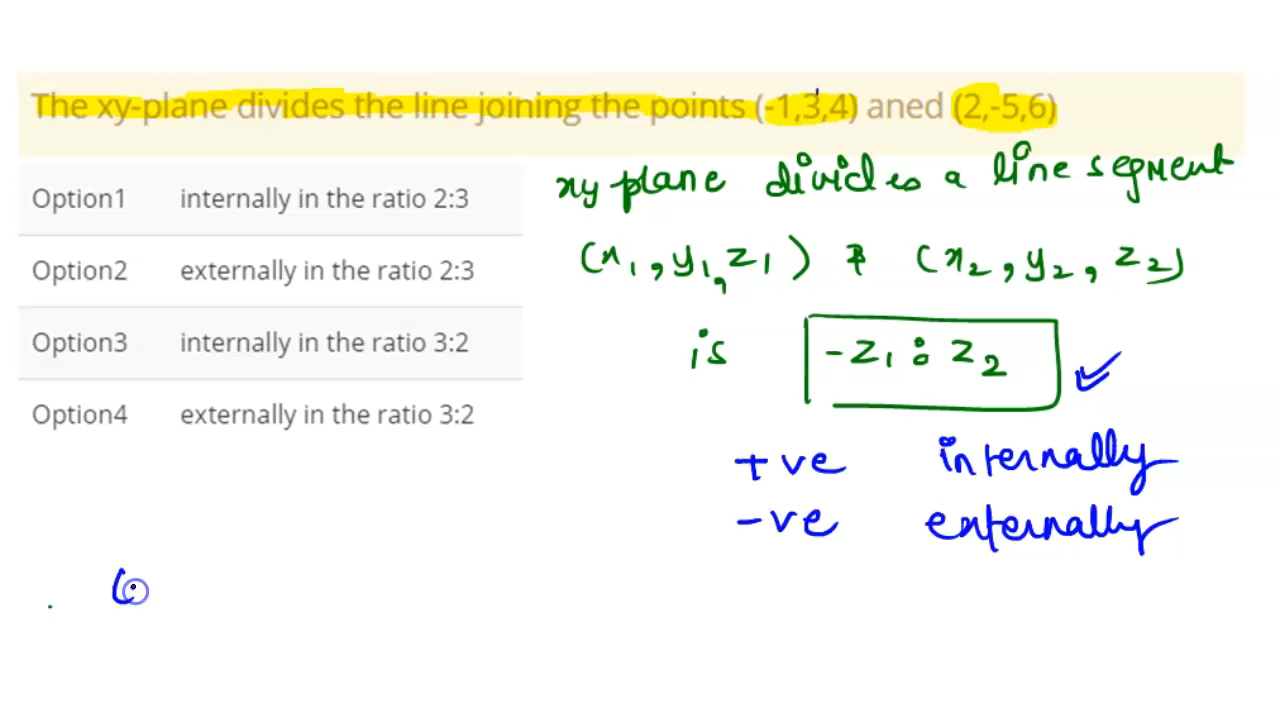 The xy-plane divides the line joining the points (-1,3,4) aned (2,-5,6)
Option1 internally in the ratio 2:3
Option2 externally in the ratio 2:3
Option3 internally in the ratio 3:2
Option4 externally in the ratio 3:2
xy plane divides a line segment
(x₁, y₁, z₁) & (x₂, y₂, z₂)
is -z₁ : z₂
+ve internally
-ve externally
(